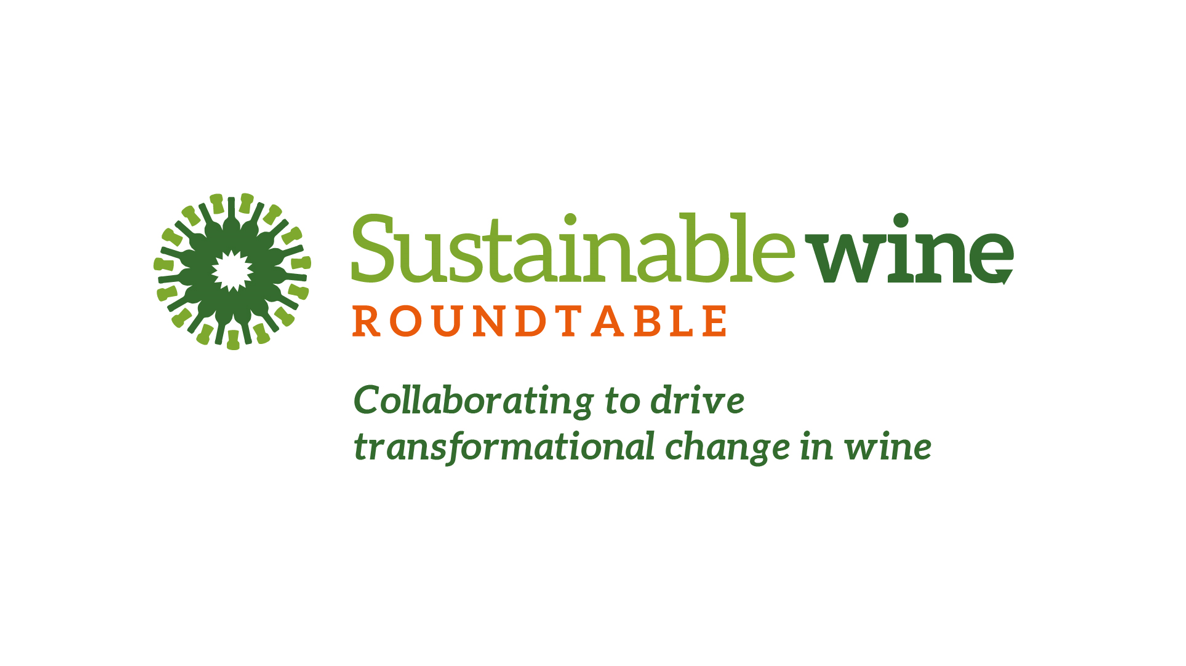 Sustainable wine
ROUNDTABLE
Collaborating to drive
transformational change in wine